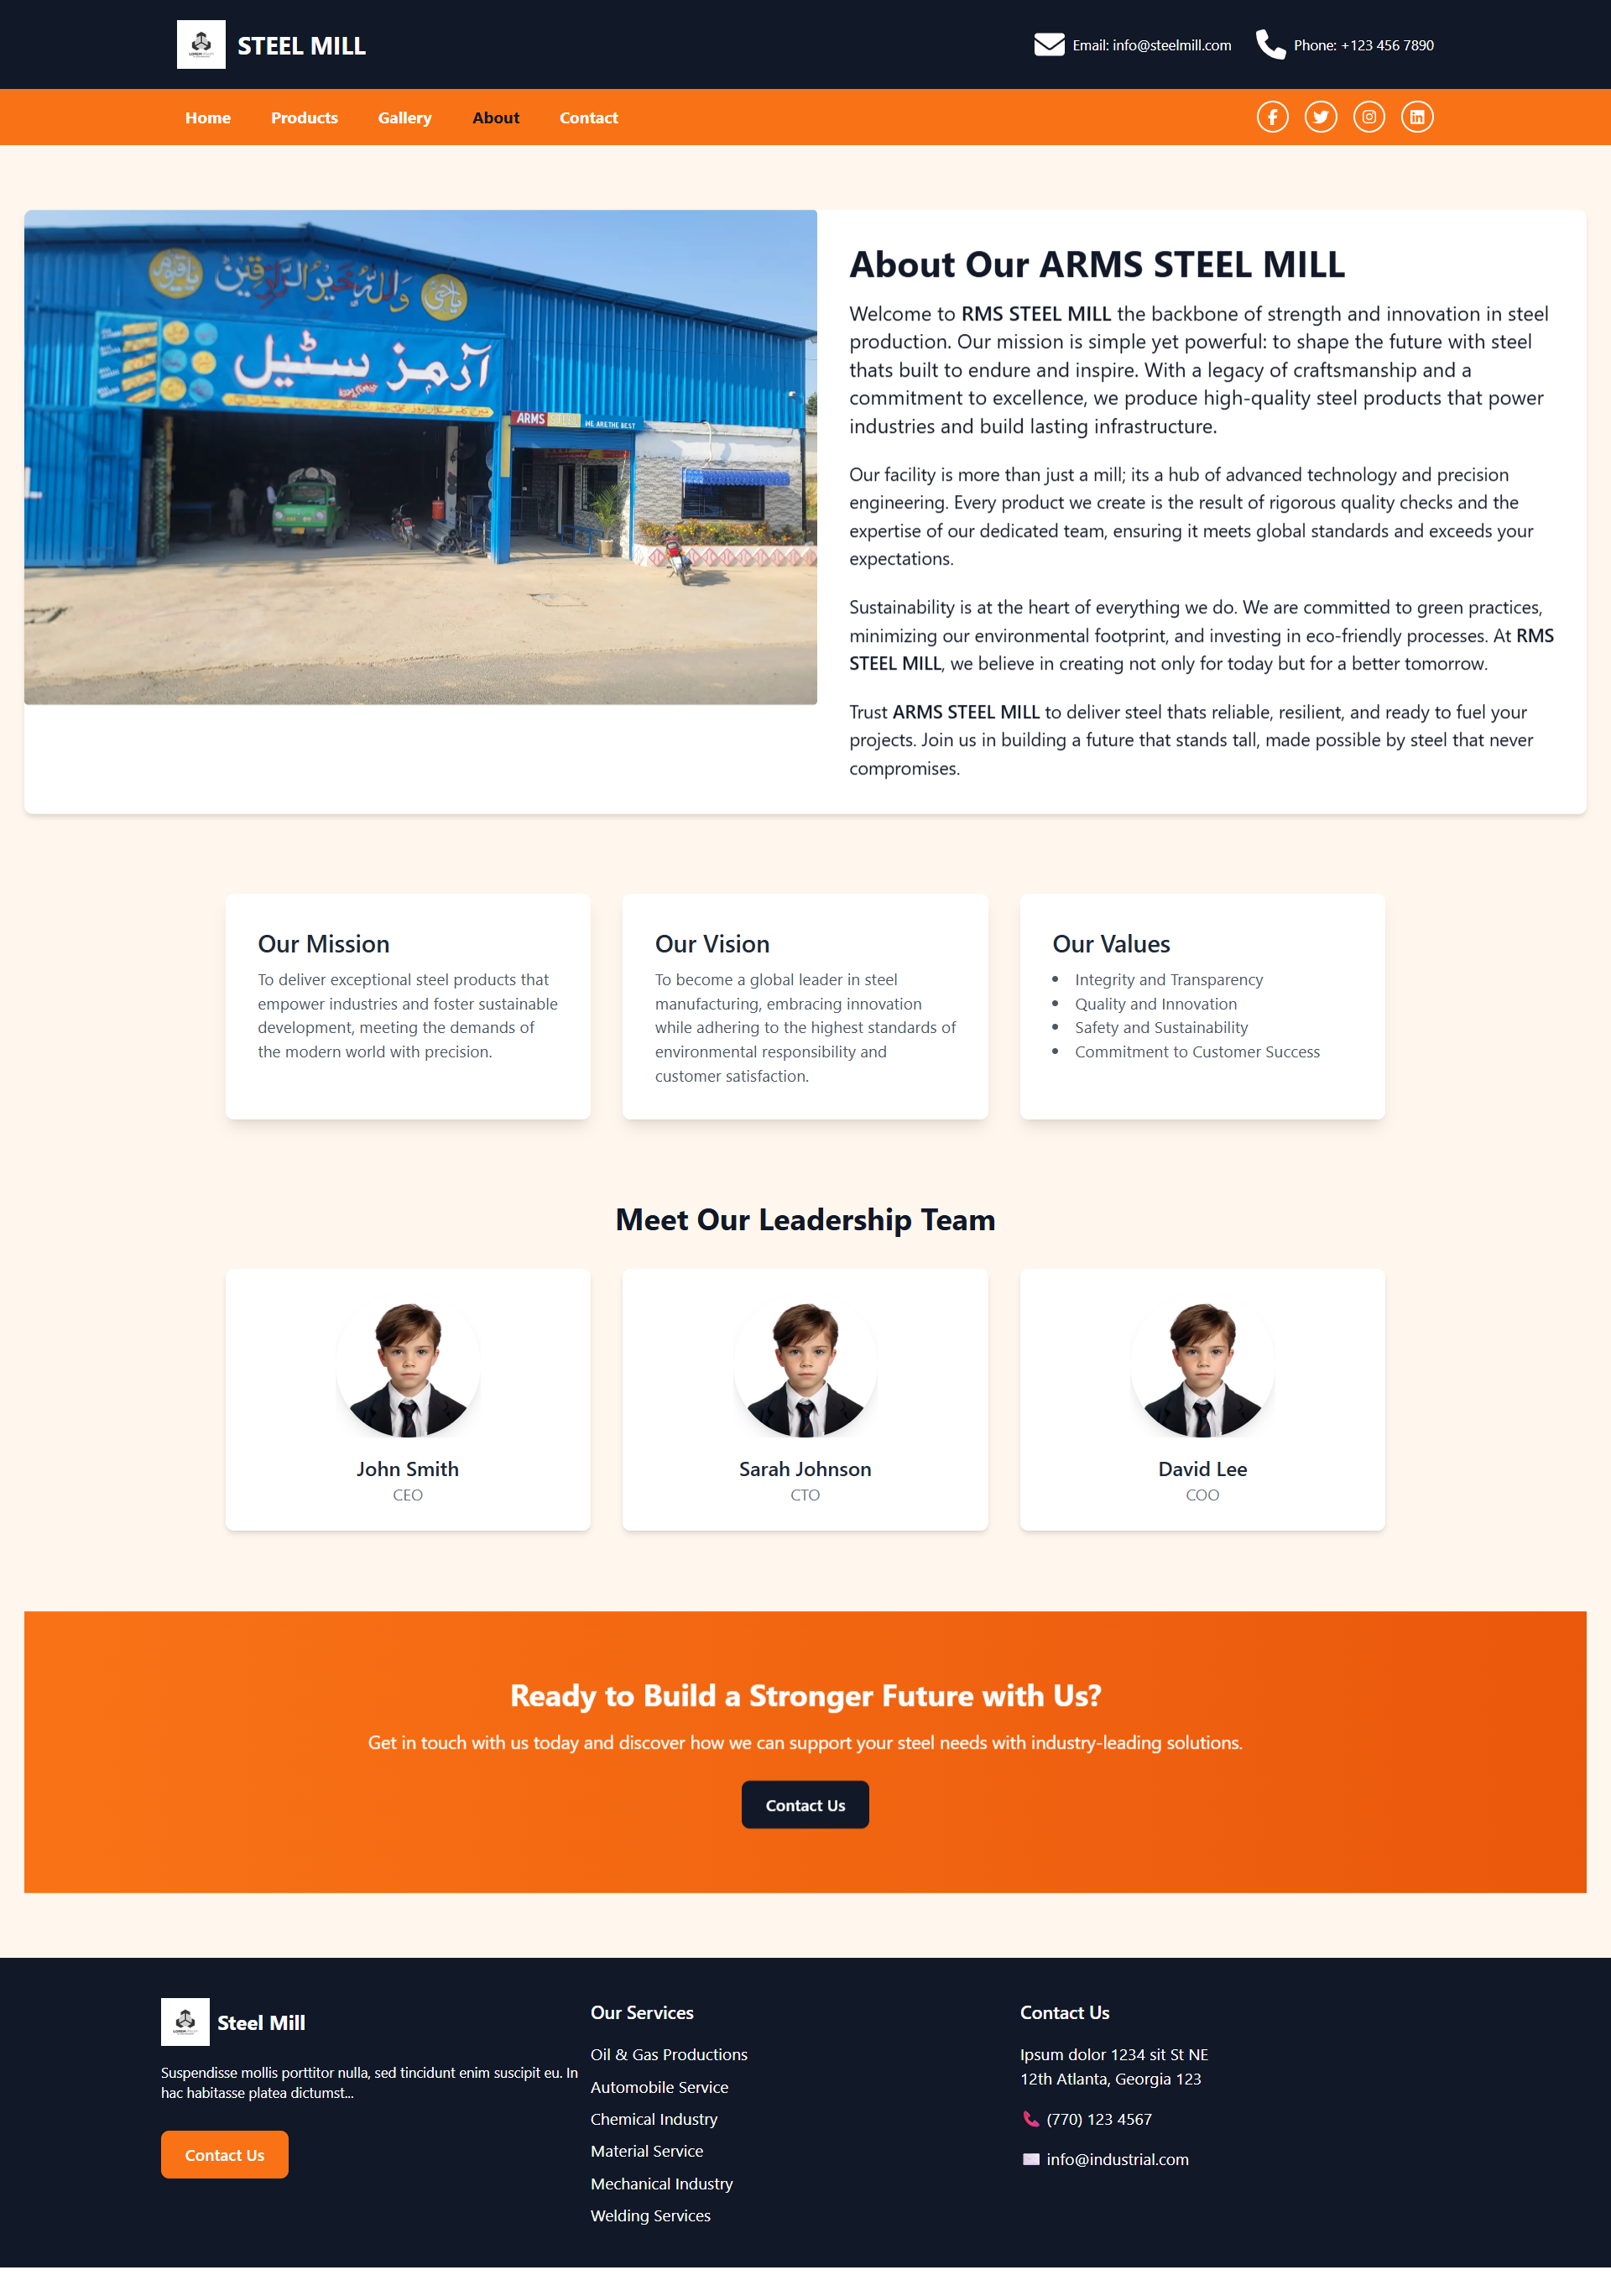 STEEL MILL
Email: info@steelmill.com
Phone: +123 456 7890
Home
Products
Gallery
About
Contact
یاحیی
وَاللّٰهُ خَیْرُ الرّٰزِقِیْنَ
یاقیوم
آرمز سٹیل
ARMS STEEL WE ARE THE BEST
About Our ARMS STEEL MILL
Welcome to RMS STEEL MILL the backbone of strength and innovation in steel
production. Our mission is simple yet powerful: to shape the future with steel
thats built to endure and inspire. With a legacy of craftsmanship and a
commitment to excellence, we produce high-quality steel products that power
industries and build lasting infrastructure.
Our facility is more than just a mill; its a hub of advanced technology and precision
engineering. Every product we create is the result of rigorous quality checks and the
expertise of our dedicated team, ensuring it meets global standards and exceeds your
expectations.
Sustainability is at the heart of everything we do. We are committed to green practices,
minimizing our environmental footprint, and investing in eco-friendly processes. At RMS
STEEL MILL, we believe in creating not only for today but for a better tomorrow.
Trust ARMS STEEL MILL to deliver steel thats reliable, resilient, and ready to fuel your
projects. Join us in building a future that stands tall, made possible by steel that never
compromises.
Our Mission
To deliver exceptional steel products that
empower industries and foster sustainable
development, meeting the demands of
the modern world with precision.
Our Vision
To become a global leader in steel
manufacturing, embracing innovation
while adhering to the highest standards of
environmental responsibility and
customer satisfaction.
Our Values
• Integrity and Transparency
• Quality and Innovation
• Safety and Sustainability
• Commitment to Customer Success
Meet Our Leadership Team
John Smith
CEO
Sarah Johnson
CTO
David Lee
COO
Ready to Build a Stronger Future with Us?
Get in touch with us today and discover how we can support your steel needs with industry-leading solutions.
Contact Us
Steel Mill
Suspendisse mollis porttitor nulla, sed tincidunt enim suscipit eu. In
hac habitasse platea dictumst...
Contact Us
Our Services
Oil & Gas Productions
Automobile Service
Chemical Industry
Material Service
Mechanical Industry
Welding Services
Contact Us
Ipsum dolor 1234 sit St NE
12th Atlanta, Georgia 123
(770) 123 4567
info@industrial.com